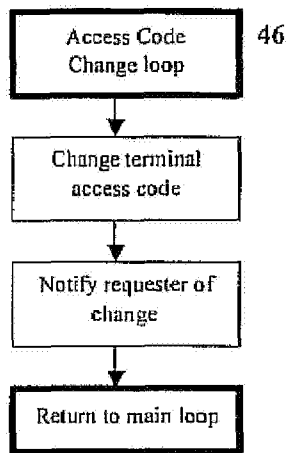 Access Code 46
Change loop
Change terminal
access code
Notify requester of
change
Return to main loop